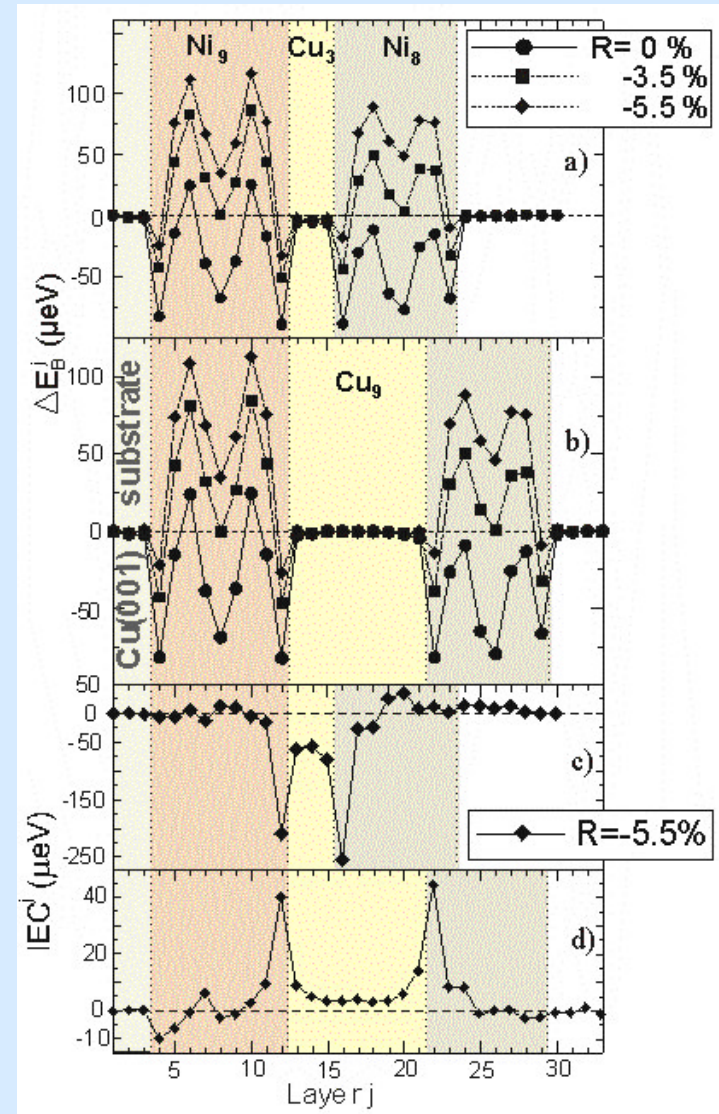 Ni9 Cu3 Ni8
R= 0 %
-3.5 %
-5.5 %
100
50
0
-50
a)
ΔE_B^j (µeV)
Cu9
100
50
0
-50
b)
Cu(001) substrate
50
0
-50
-150
-250
c)
R=-5.5%
IEC^j (µeV)
40
20
0
-10
d)
5 10 15 20 25 30
Layer j